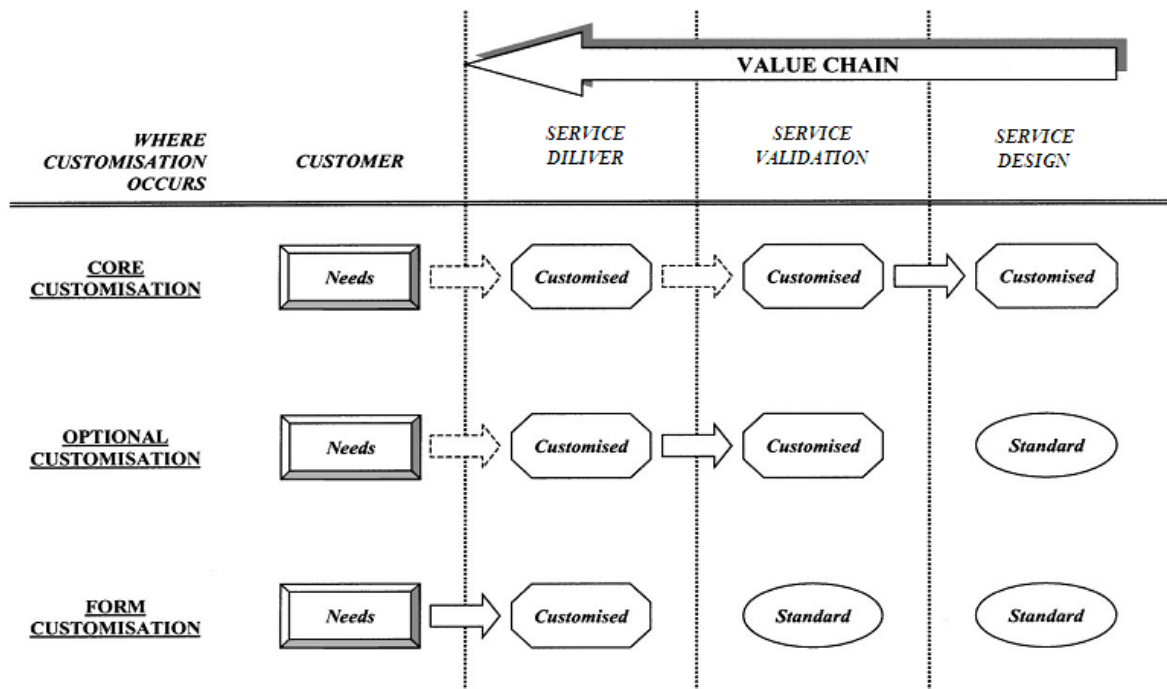 VALUE CHAIN
WHERE
CUSTOMISATION
OCCURS
CUSTOMER
SERVICE
DILIVER
SERVICE
VALIDATION
SERVICE
DESIGN
CORE
CUSTOMISATION
Needs
Customised
Customised
Customised
OPTIONAL
CUSTOMISATION
Needs
Customised
Customised
Standard
FORM
CUSTOMISATION
Needs
Customised
Standard
Standard